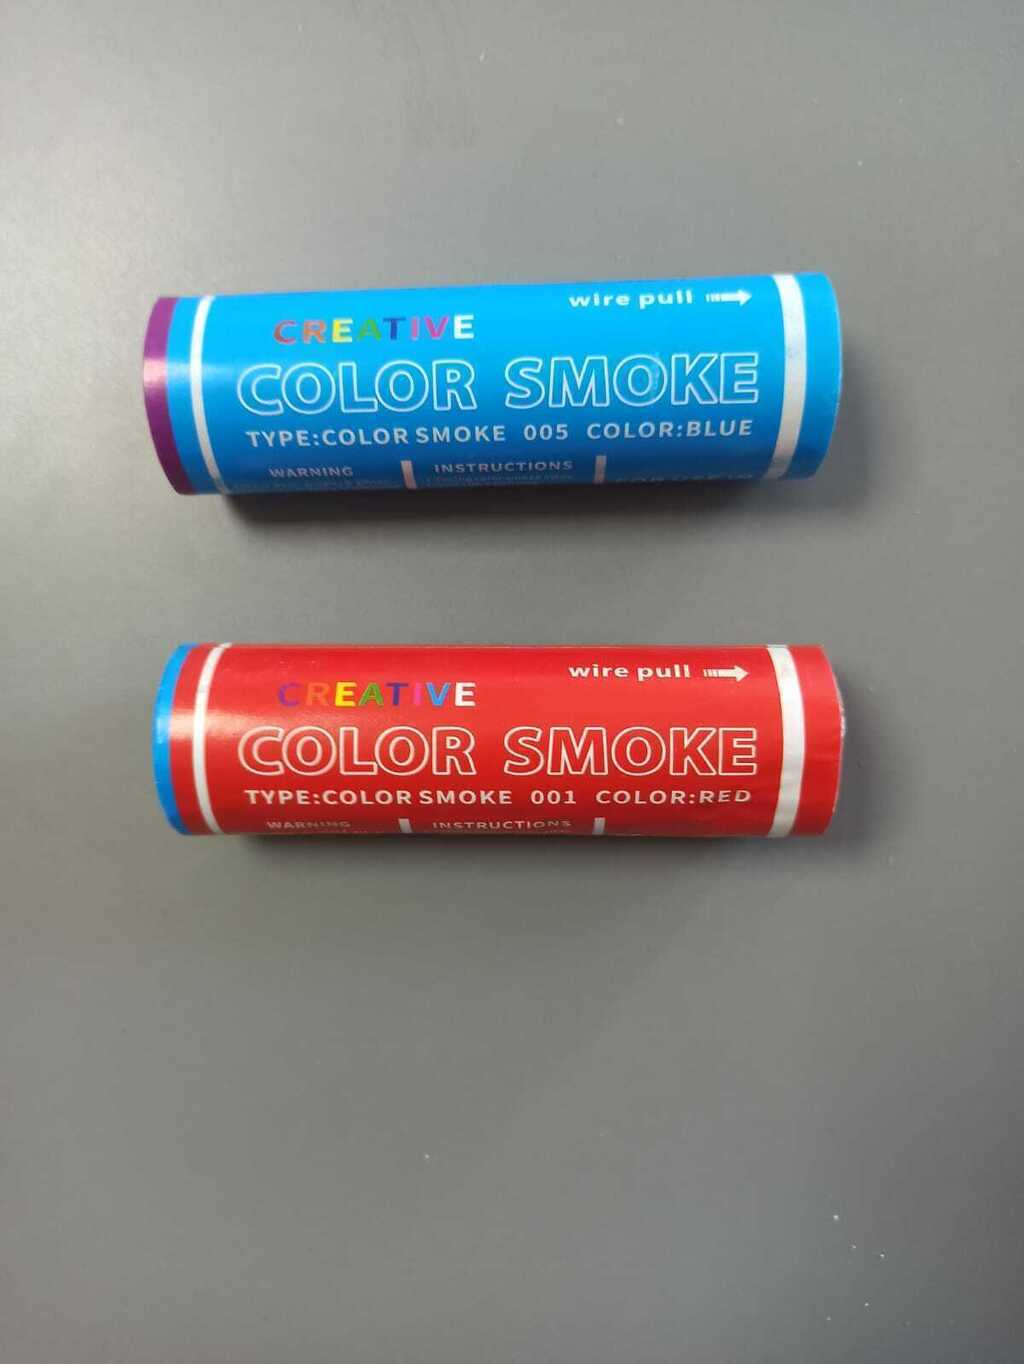 wire pull
CREATIVE
COLOR SMOKE
TYPE:COLOR SMOKE 005 COLOR:BLUE
WARNING INSTRUCTIONS
wire pull
CREATIVE
COLOR SMOKE
TYPE:COLOR SMOKE 001 COLOR:RED
WARNING INSTRUCTIONS